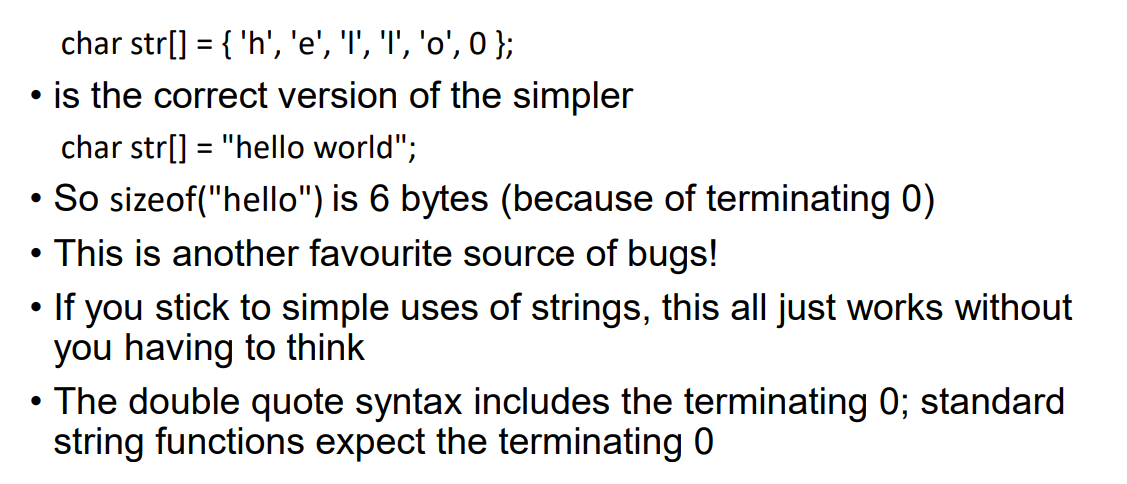 char str[] = { 'h', 'e', 'l', 'l', 'o', 0 };
• is the correct version of the simpler
char str[] = "hello world";
• So sizeof("hello") is 6 bytes (because of terminating 0)
• This is another favourite source of bugs!
• If you stick to simple uses of strings, this all just works without
you having to think
• The double quote syntax includes the terminating 0; standard
string functions expect the terminating 0